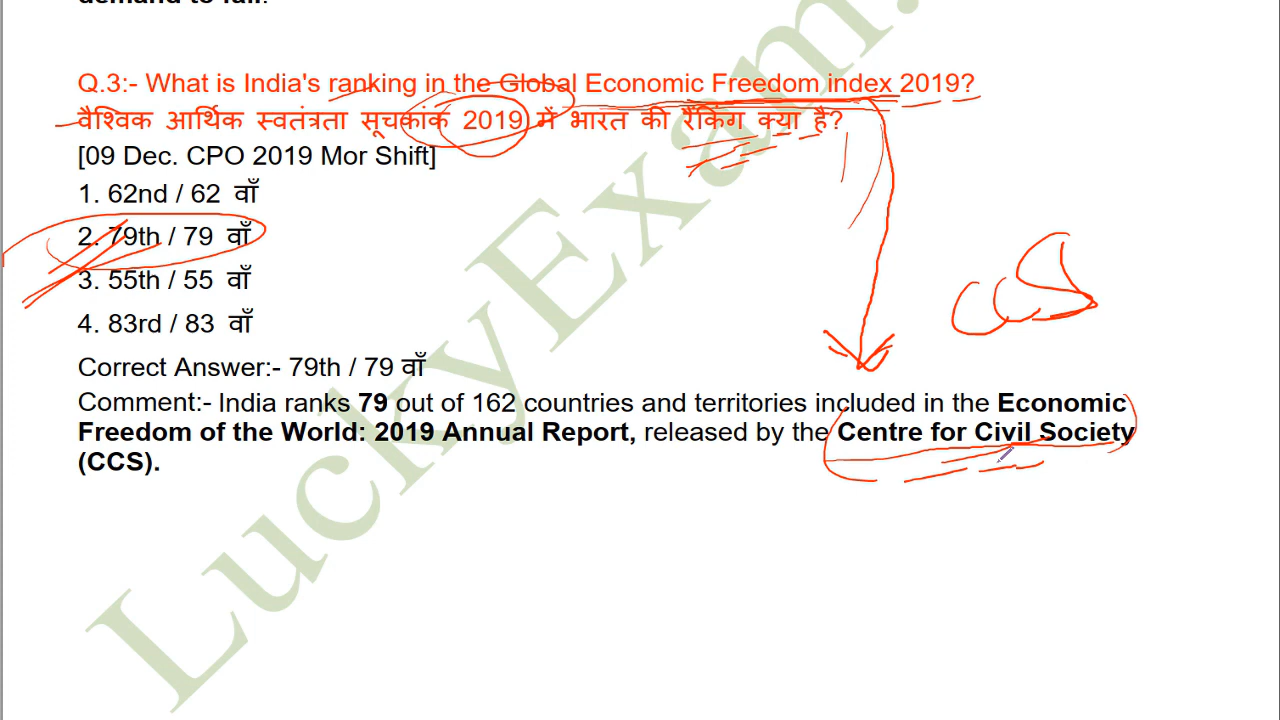 demand to fall.
Q.3:- What is India's ranking in the Global Economic Freedom index 2019?
वैश्विक आर्थिक स्वतंत्रता सूचकांक 2019 में भारत की रैंकिंग क्या है?
[09 Dec. CPO 2019 Mor Shift]
1. 62nd / 62 वाँ
2. 79th / 79 वाँ
3. 55th / 55 वाँ
4. 83rd / 83 वाँ
Correct Answer:- 79th / 79 वाँ
Comment:- India ranks 79 out of 162 countries and territories included in the Economic
Freedom of the World: 2019 Annual Report, released by the Centre for Civil Society
(CCS).
CCS
LuckyExam.